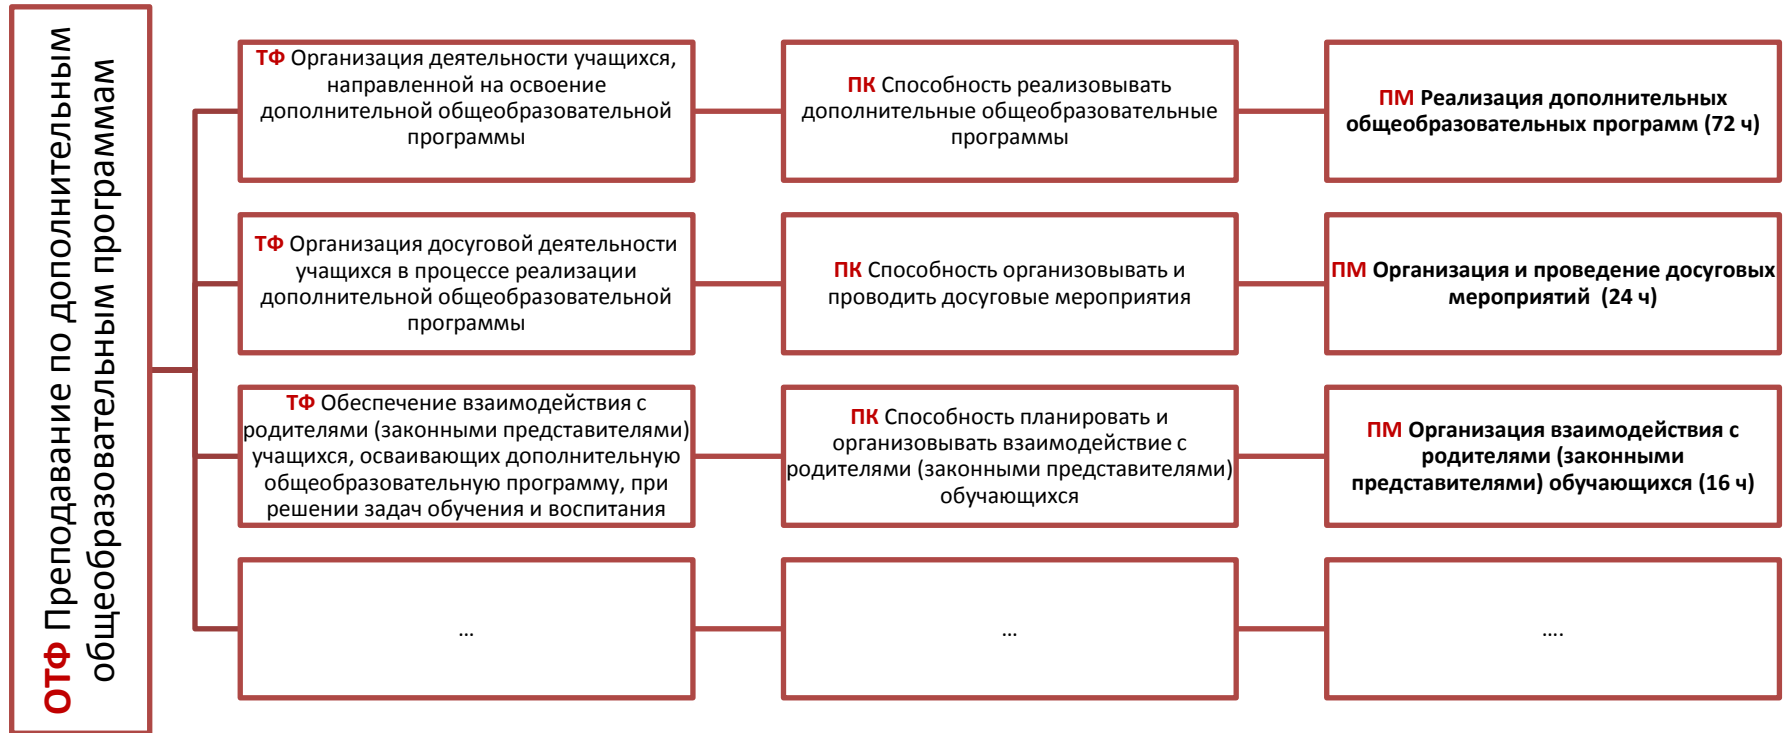 ОТФ Преподавание по дополнительным
общеобразовательным программам
ТФ Организация деятельности учащихся,
направленной на освоение
дополнительной общеобразовательной
программы
ПК Способность реализовывать
дополнительные общеобразовательные
программы
ПМ Реализация дополнительных
общеобразовательных программ (72 ч)
ТФ Организация досуговой деятельности
учащихся в процессе реализации
дополнительной общеобразовательной
программы
ПК Способность организовывать и
проводить досуговые мероприятия
ПМ Организация и проведение досуговых
мероприятий (24 ч)
ТФ Обеспечение взаимодействия с
родителями (законными представителями)
учащихся, осваивающих дополнительную
общеобразовательную программу, при
решении задач обучения и воспитания
ПК Способность планировать и
организовывать взаимодействие с
родителями (законными представителями)
обучающихся
ПМ Организация взаимодействия с
родителями (законными
представителями) обучающихся (16 ч)
...
...
....